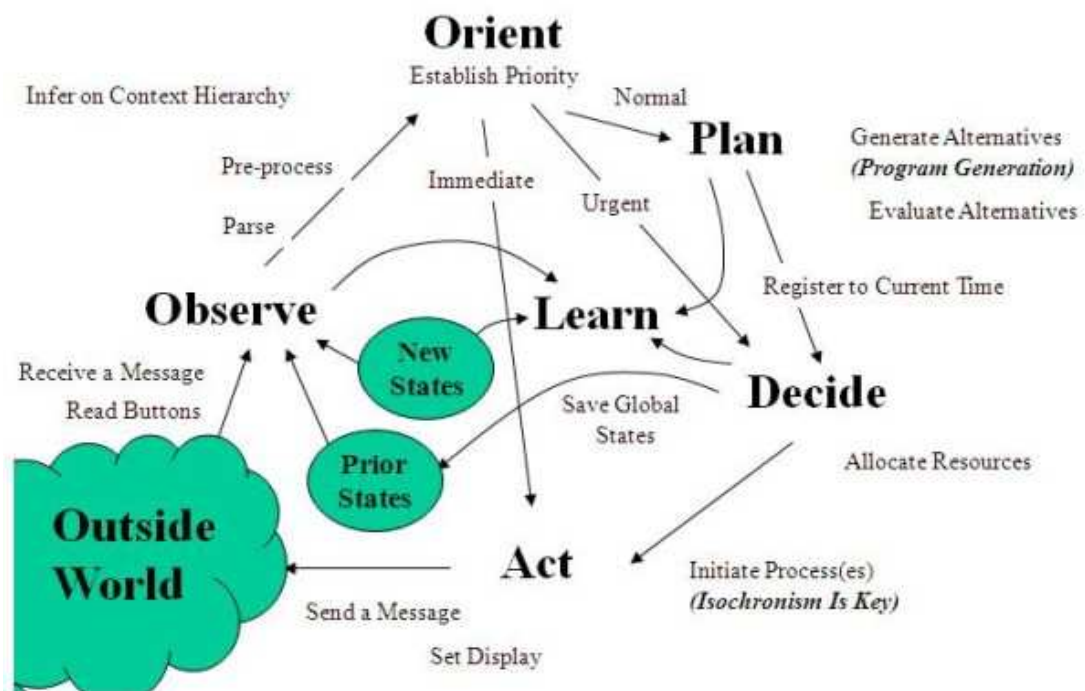 Orient
Establish Priority
Infer on Context Hierarchy
Normal
Plan
Generate Alternatives
(Program Generation)
Pre-process
Immediate
Urgent
Evaluate Alternatives
Parse
Observe
Learn
Register to Current Time
New
States
Receive a Message
Read Buttons
Decide
Save Global
States
Prior
States
Allocate Resources
Outside
World
Act
Initiate Process(es)
(Isochronism Is Key)
Send a Message
Set Display